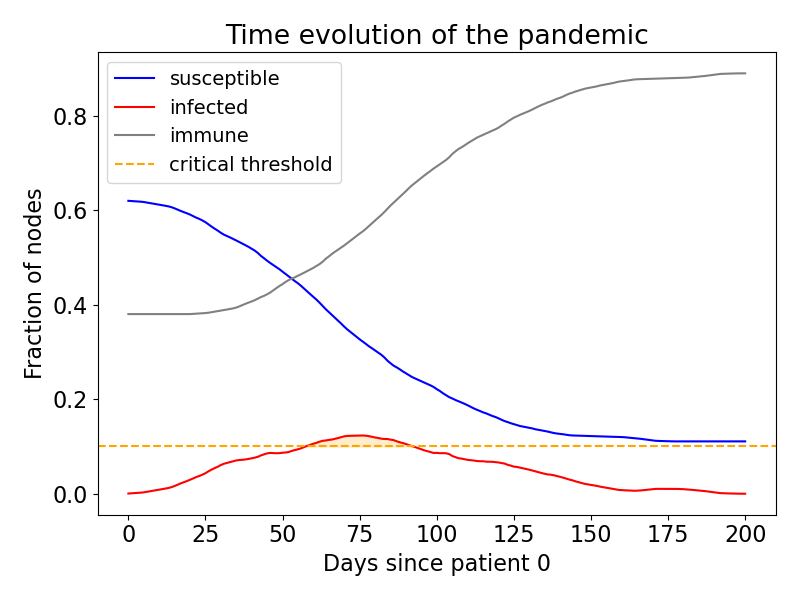 Time evolution of the pandemic
susceptible
infected
immune
critical threshold
Fraction of nodes
0.8
0.6
0.4
0.2
0.0
0 25 50 75 100 125 150 175 200
Days since patient 0